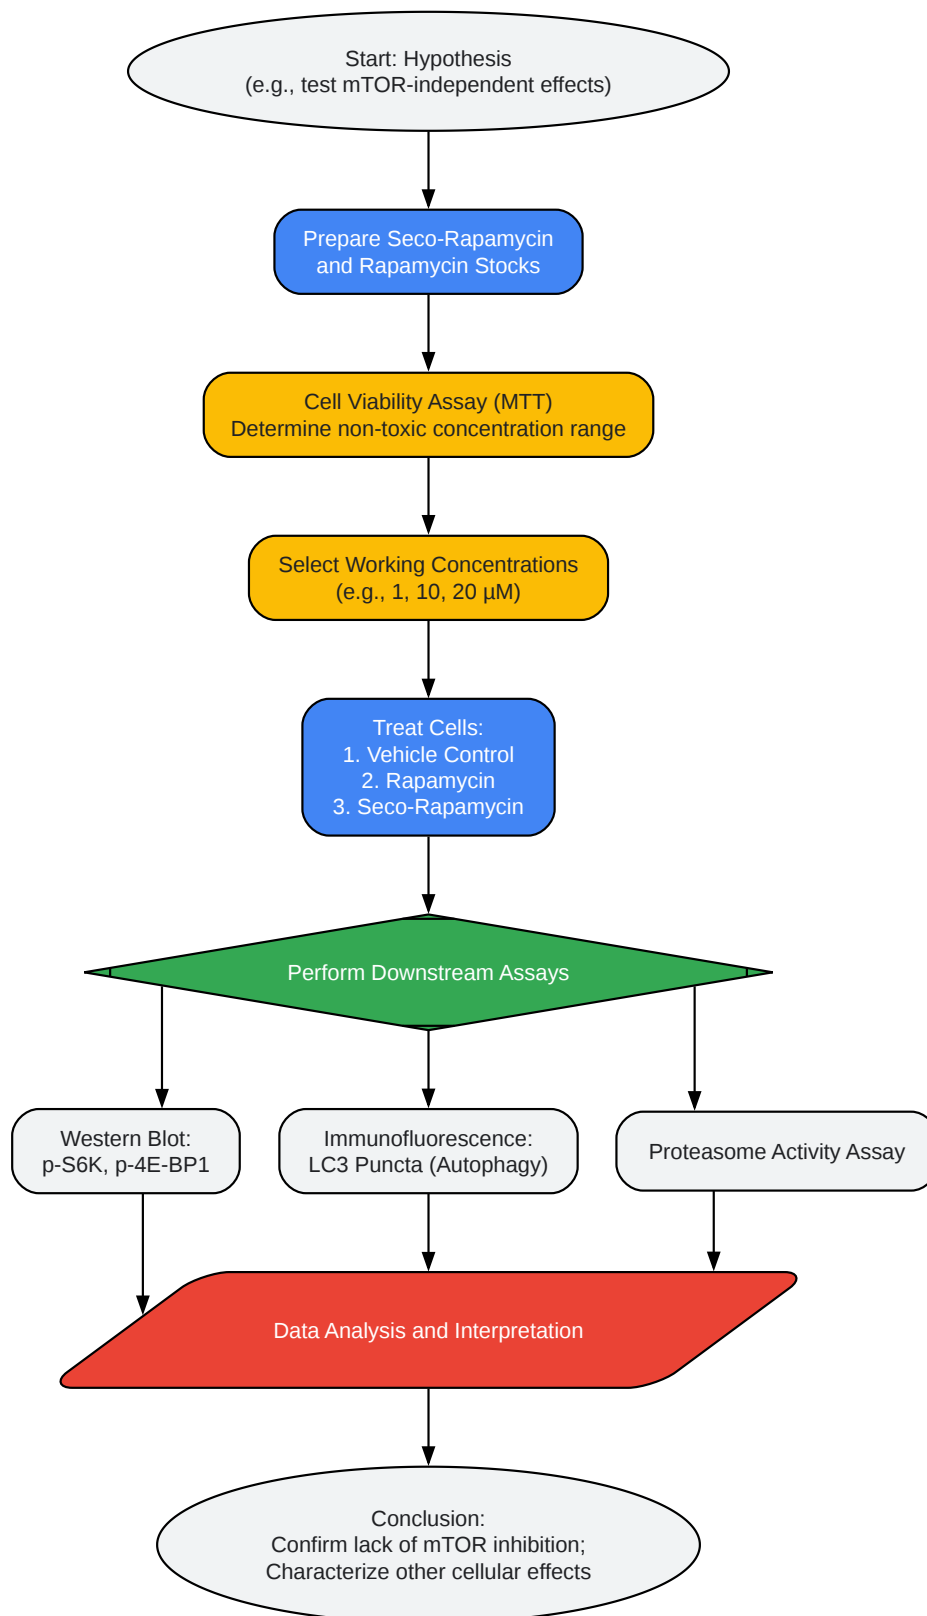 Start: Hypothesis
(e.g., test mTOR-independent effects)
Prepare Seco-Rapamycin
and Rapamycin Stocks
Cell Viability Assay (MTT)
Determine non-toxic concentration range
Select Working Concentrations
(e.g., 1, 10, 20 µM)
Treat Cells:
1. Vehicle Control
2. Rapamycin
3. Seco-Rapamycin
Perform Downstream Assays
Western Blot:
p-S6K, p-4E-BP1
Immunofluorescence:
LC3 Puncta (Autophagy)
Proteasome Activity Assay
Data Analysis and Interpretation
Conclusion:
Confirm lack of mTOR inhibition;
Characterize other cellular effects